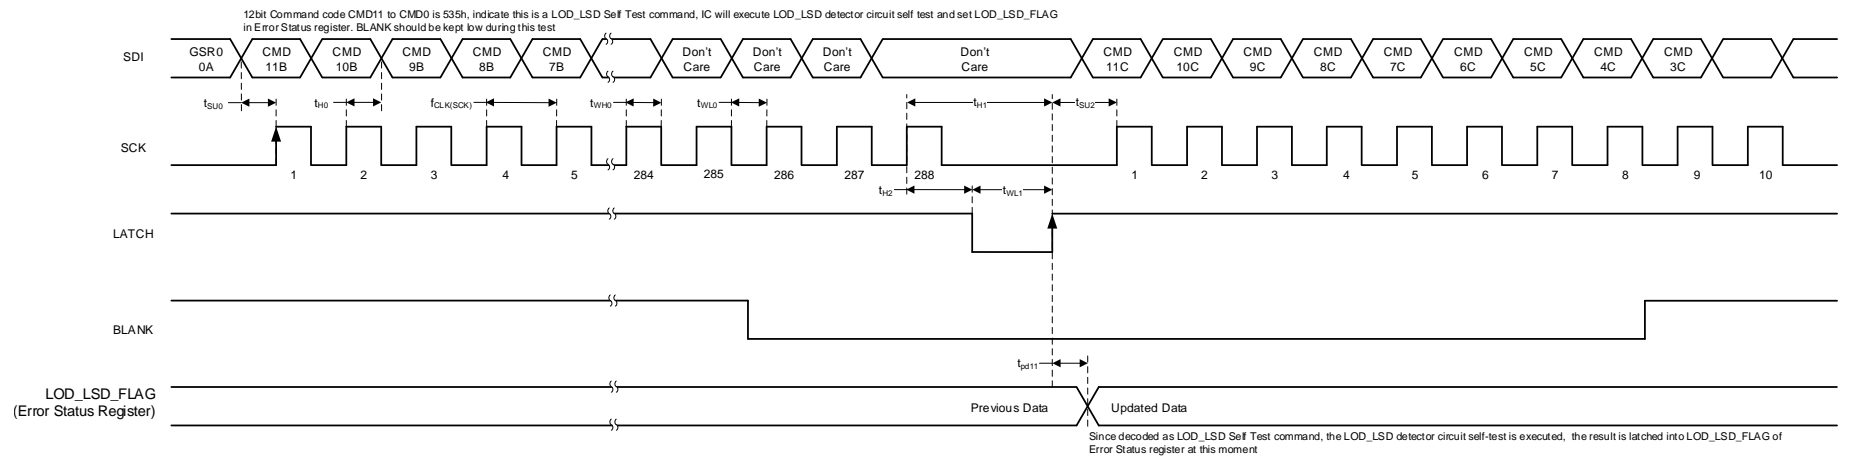 12bit Command code CMD11 to CMD0 is 535h, indicate this is a LOD_LSD Self Test command, IC will execute LOD_LSD detector circuit self test and set LOD_LSD_FLAG
in Error Status register. BLANK should be kept low during this test
SDI
GSR0 0A
CMD 11B
CMD 10B
CMD 9B
CMD 8B
CMD 7B
Don't Care
Don't Care
Don't Care
Don't Care
CMD 11C
CMD 10C
CMD 9C
CMD 8C
CMD 7C
CMD 6C
CMD 5C
CMD 4C
CMD 3C
tSU0
tH0
fCLK(SCK)
tWH0
tWL0
tH1
tSU2
SCK
1 2 3 4 5 284 285 286 287 288 1 2 3 4 5 6 7 8 9 10
tH2
tWL1
LATCH
BLANK
tpd11
LOD_LSD_FLAG
(Error Status Register)
Previous Data
Updated Data
Since decoded as LOD_LSD Self Test command, the LOD_LSD detector circuit self-test is executed, the result is latched into LOD_LSD_FLAG of
Error Status register at this moment